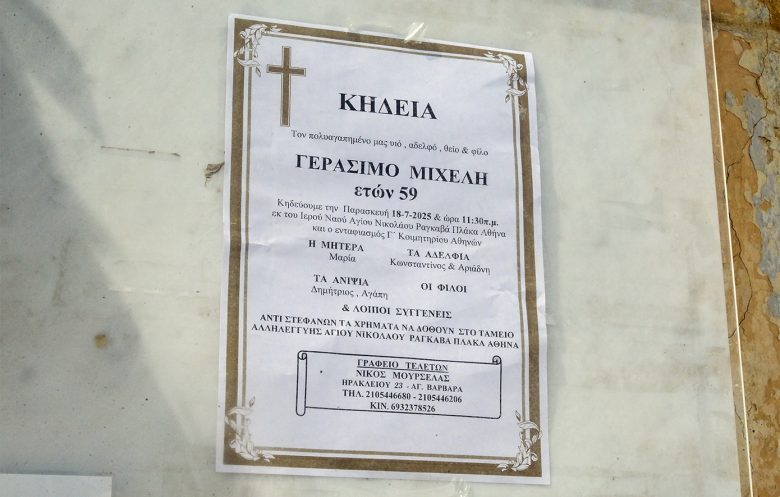 ΚΗΔΕΙΑ
Τον πολυαγαπημένο μας υιό , αδελφό , θείο & φίλο
ΓΕΡΑΣΙΜΟ ΜΙΧΕΛΗ
ετών 59
Κηδεύουμε την Παρασκευή 18-7-2025 & ώρα 11:30π.μ.
εκ του Ιερού Ναού Αγίου Νικολάου Ραγκαβά Πλάκα Αθήνα
και ο ενταφιασμός Γ΄ Κοιμητηρίου Αθηνών
Η ΜΗΤΕΡΑ
Μαρία
ΤΑ ΑΔΕΛΦΙΑ
Κωνσταντίνος & Αριάδνη
ΤΑ ΑΝΙΨΙΑ
Δημήτριος , Αγάπη
ΟΙ ΦΙΛΟΙ
& ΛΟΙΠΟΙ ΣΥΓΓΕΝΕΙΣ
ΑΝΤΙ ΣΤΕΦΑΝΩΝ ΤΑ ΧΡΗΜΑΤΑ ΝΑ ΔΟΘΟΥΝ ΣΤΟ ΤΑΜΕΙΟ
ΑΛΛΗΛΕΓΓΥΗΣ ΑΓΙΟΥ ΝΙΚΟΛΑΟΥ ΡΑΓΚΑΒΑ ΠΛΑΚΑ ΑΘΗΝΑ
ΓΡΑΦΕΙΟ ΤΕΛΕΤΩΝ
ΝΙΚΟΣ ΜΟΥΡΣΕΛΑΣ
ΗΡΑΚΛΕΙΟΥ 23 - ΑΓ. ΒΑΡΒΑΡΑ
ΤΗΛ. 2105446680 - 2105446206
ΚΙΝ. 6932378526